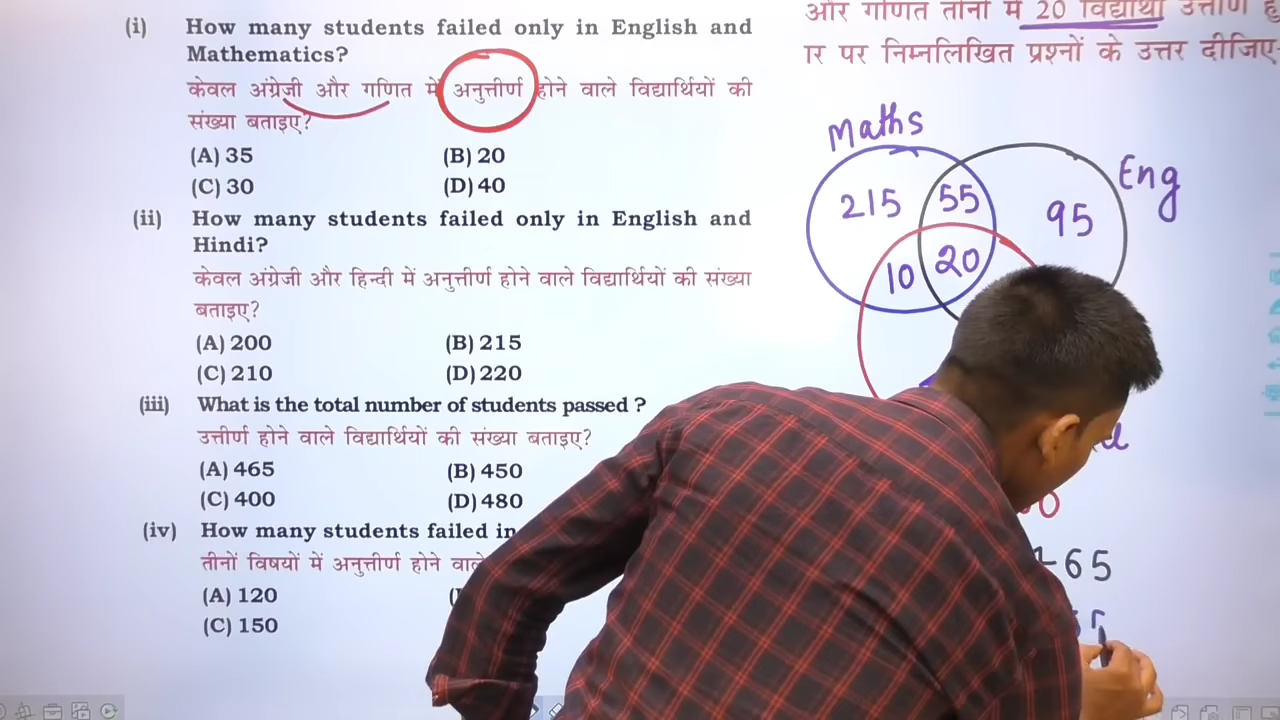 (i) How many students failed only in English and
Mathematics?
केवल अंग्रेजी और गणित में अनुत्तीर्ण होने वाले विद्यार्थियों की
संख्या बताइए?
(A) 35 (B) 20
(C) 30 (D) 40
(ii) How many students failed only in English and
Hindi?
केवल अंग्रेजी और हिन्दी में अनुत्तीर्ण होने वाले विद्यार्थियों की संख्या
बताइए?
(A) 200 (B) 215
(C) 210 (D) 220
(iii) What is the total number of students passed ?
उत्तीर्ण होने वाले विद्यार्थियों की संख्या बताइए?
(A) 465 (B) 450
(C) 400 (D) 480
(iv) How many students failed in
तीनों विषयों में अनुत्तीर्ण होने वाले
(A) 120
(C) 150
और गणित तीनों में 20 विद्यार्थी उत्तीर्ण
पर निम्नलिखित प्रश्नों के उत्तर दीजिए-
Maths
Eng
215 55 95
10 20
65